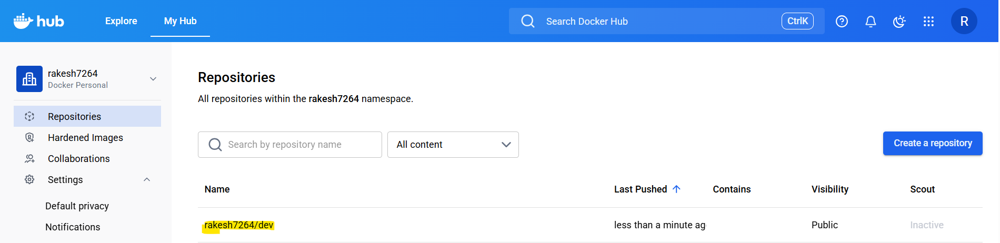 hub
Explore
My Hub
Search Docker Hub
CtrlK
R
rakesh7264
Docker Personal
Repositories
Hardened Images
Collaborations
Settings
Default privacy
Notifications
Repositories
All repositories within the rakesh7264 namespace.
Search by repository name
All content
Create a repository
Name Last Pushed Contains Visibility Scout
rakesh7264/dev less than a minute ag Public Inactive